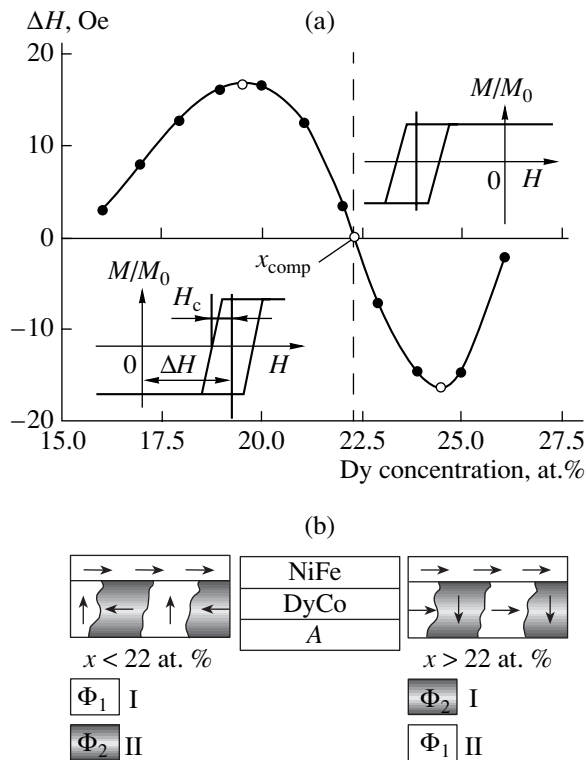 ΔH, Oe
(a)
20
10
0
−10
−20
M/M₀
0
H
x_comp
M/M₀
H_c
0
ΔH
H
15.0
17.5
20.0
22.5
25.0
27.5
Dy concentration, at.%
(b)
NiFe
DyCo
A
x < 22 at. %
x > 22 at. %
Φ₁ I
Φ₂ I
Φ₂ II
Φ₁ II